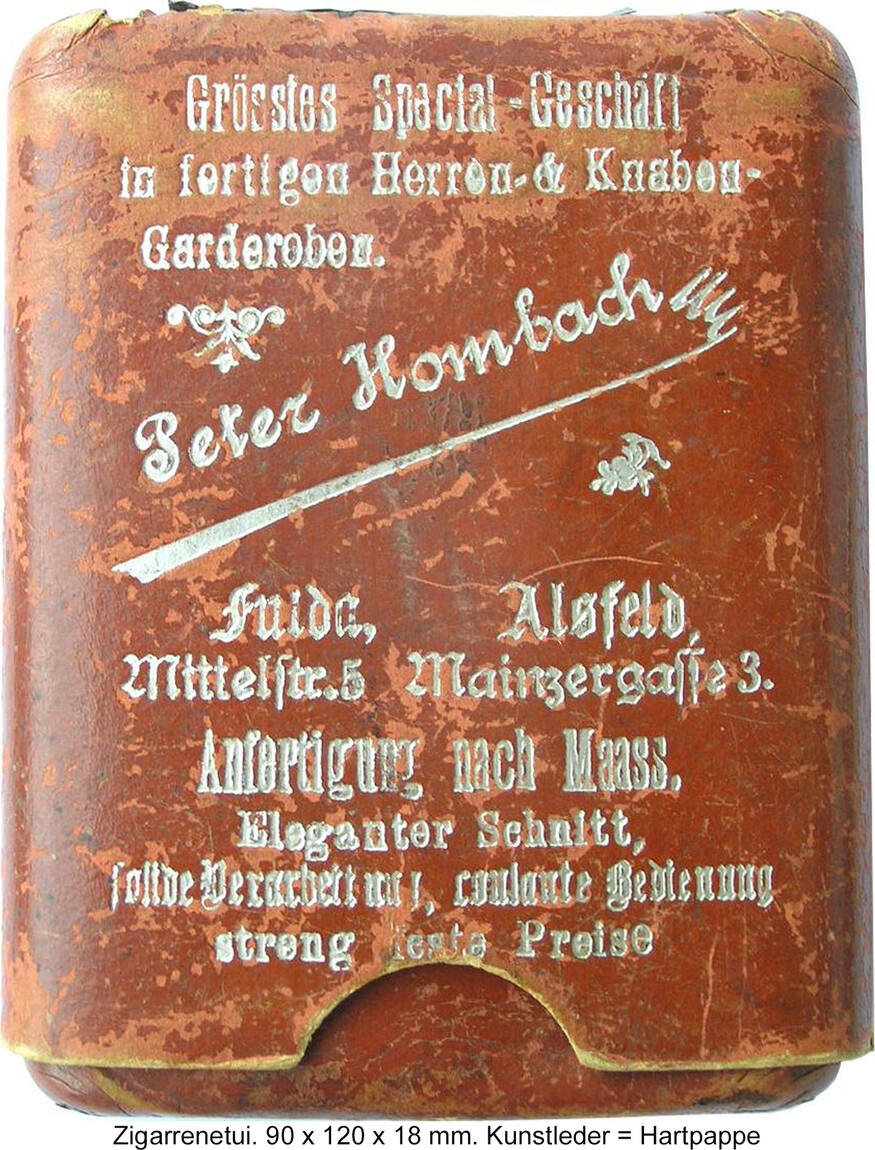 Grösstes Special-Geschäft
in fertigen Herren- & Knaben-
Garderoben.
Peter Hombach
Fulda, Alsfeld,
Mittelstr. 5 Mainzergasse 3.
Anfertigung nach Maass.
Eleganter Schnitt,
solide Verarbeitung, coulante Bedienung
streng feste Preise
Zigarrenetui. 90 x 120 x 18 mm. Kunstleder = Hartpappe